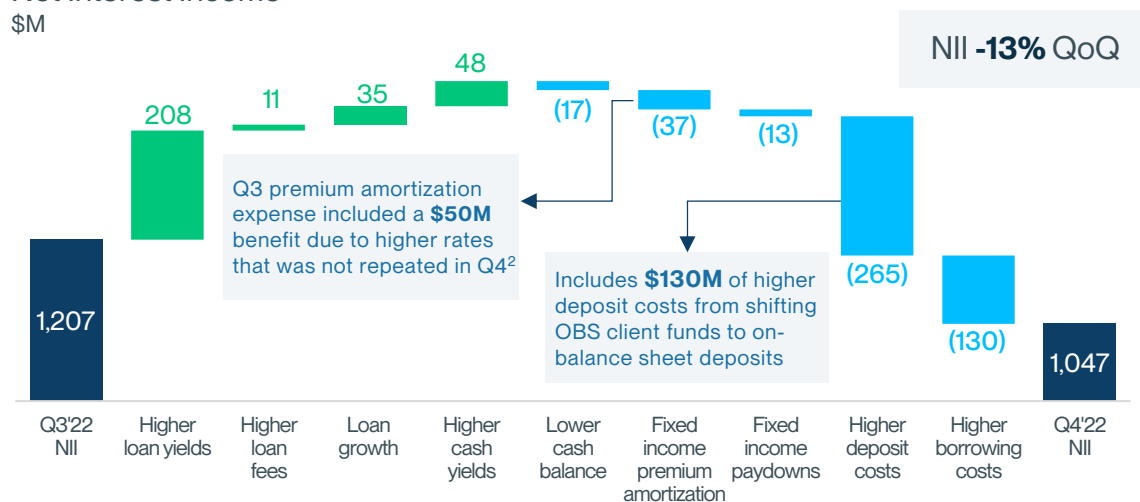 $M
NII -13% QoQ
208
11
35
48
(17)
(37)
(13)
Q3 premium amortization
expense included a $50M
benefit due to higher rates
that was not repeated in Q4²
Includes $130M of higher
deposit costs from shifting
OBS client funds to on-
balance sheet deposits
(265)
(130)
1,207
1,047
Q3'22
NII
Higher
loan yields
Higher
loan
fees
Loan
growth
Higher
cash
yields
Lower
cash
balance
Fixed
income
premium
amortization
Fixed
income
paydowns
Higher
deposit
costs
Higher
borrowing
costs
Q4'22
NII